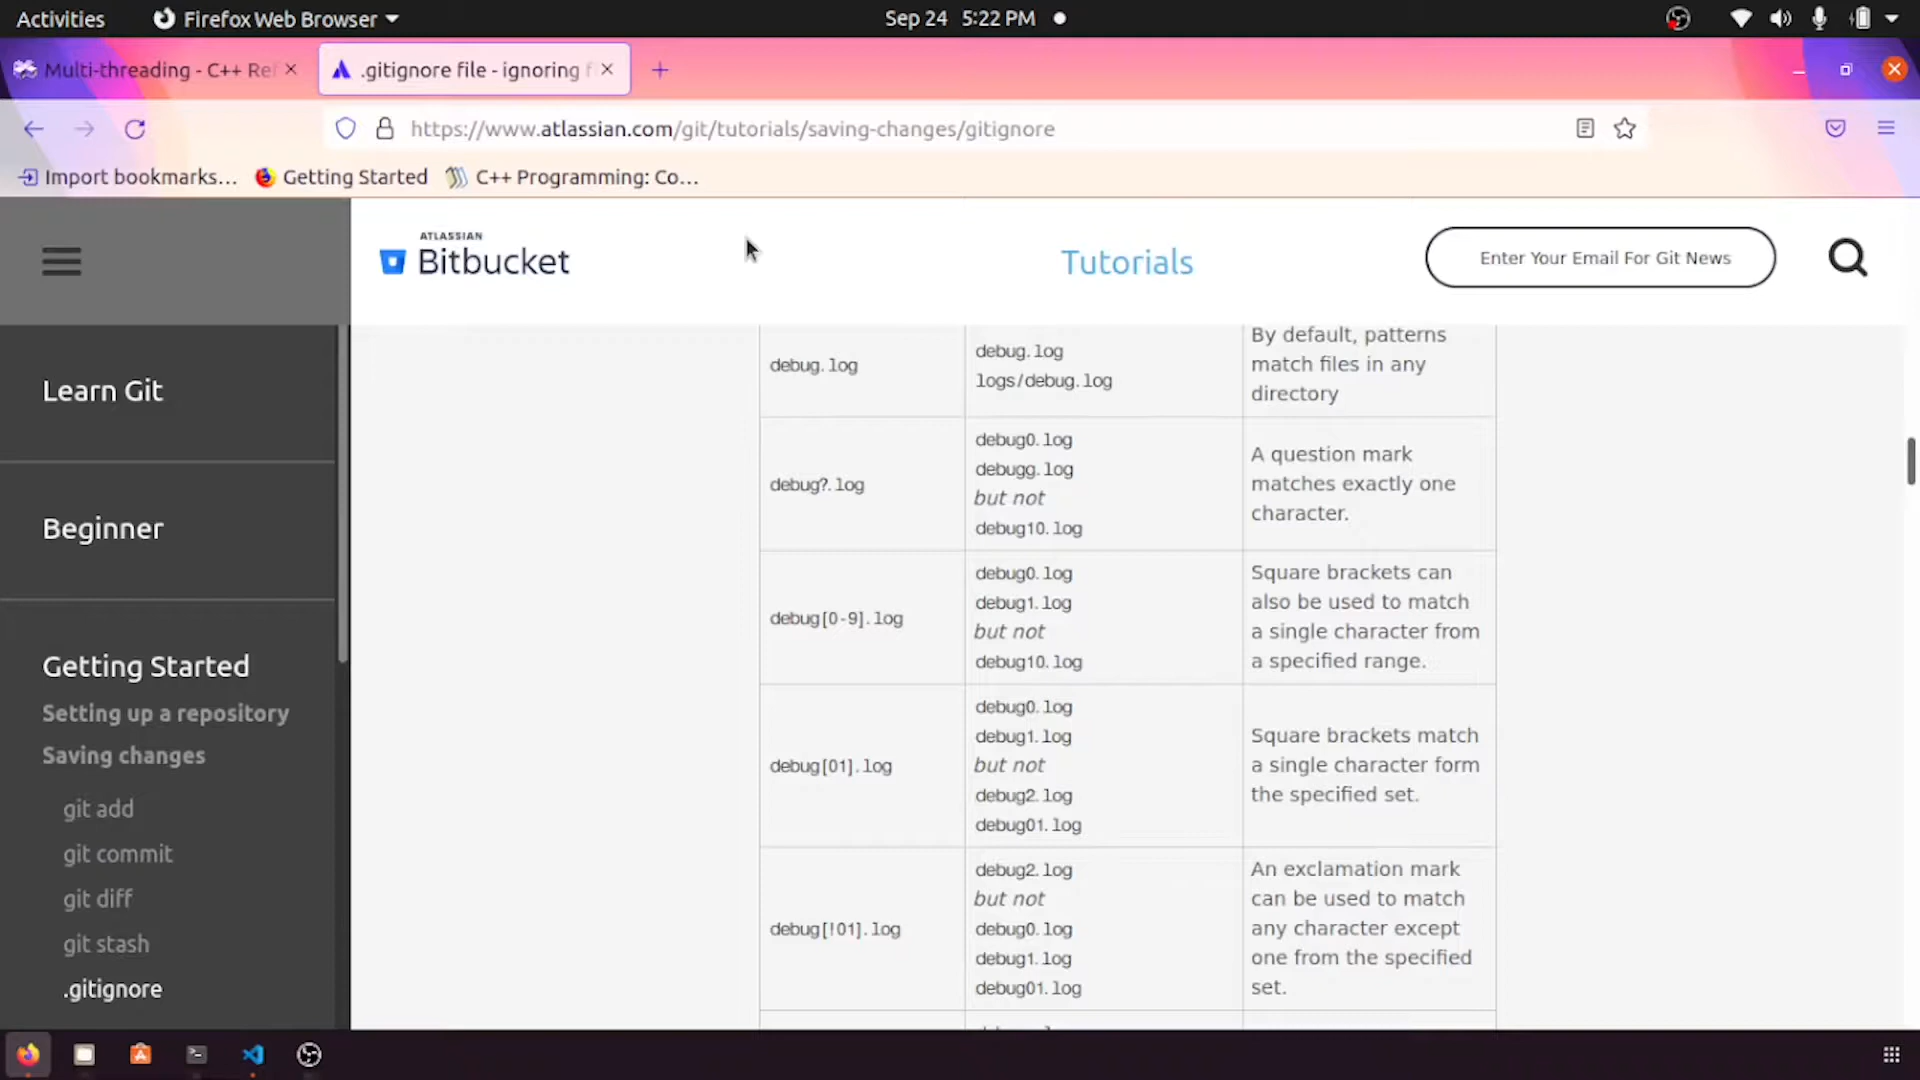 Activities
Firefox Web Browser
Sep 24 5:22 PM
Multi-threading - C++ Ref
.gitignore file - ignoring f
https://www.atlassian.com/git/tutorials/saving-changes/gitignore
Import bookmarks...
Getting Started
C++ Programming: Co...
ATLASSIAN
Bitbucket
Tutorials
Enter Your Email For Git News
Learn Git
Beginner
Getting Started
Setting up a repository
Saving changes
git add
git commit
git diff
git stash
.gitignore
debug.log
debug.log
logs/debug.log
By default, patterns
match files in any
directory
debug?.log
debug0.log
debugg.log
but not
debug10.log
A question mark
matches exactly one
character.
debug[0-9].log
debug0.log
debug1.log
but not
debug10.log
Square brackets can
also be used to match
a single character from
a specified range.
debug[01].log
debug0.log
debug1.log
but not
debug2.log
debug01.log
Square brackets match
a single character form
the specified set.
debug[!01].log
debug2.log
but not
debug0.log
debug1.log
debug01.log
An exclamation mark
can be used to match
any character except
one from the specified
set.